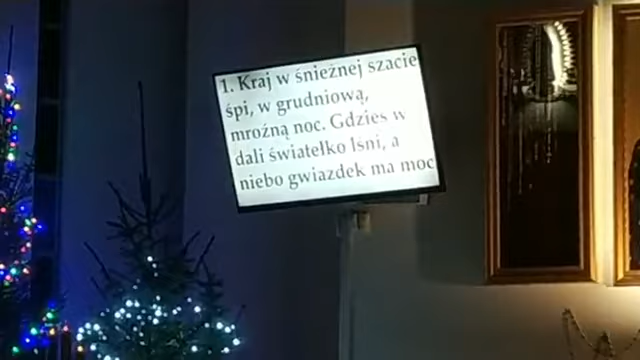 1. Kraj w śnieżnej szacie
śpi, w grudniową,
mroźną noc. Gdzieś w
dali światełko lśni, a
niebo gwiazdek ma moc